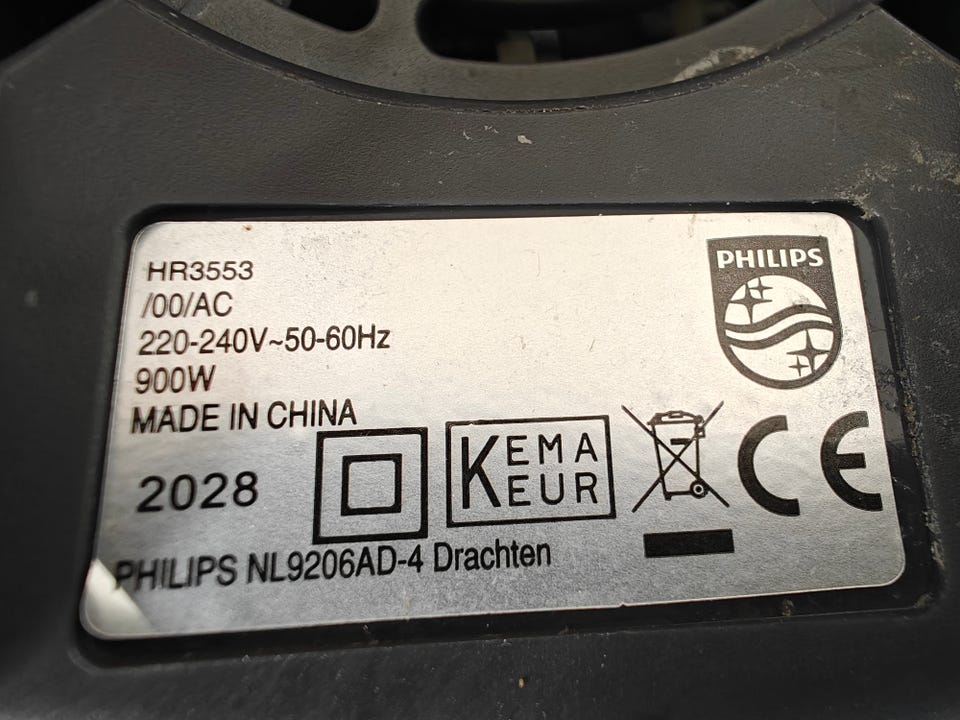 HR3553
/00/AC
220-240V~50-60Hz
900W
MADE IN CHINA
2028
PHILIPS NL9206AD-4 Drachten
KEMA
KEUR
PHILIPS
CE